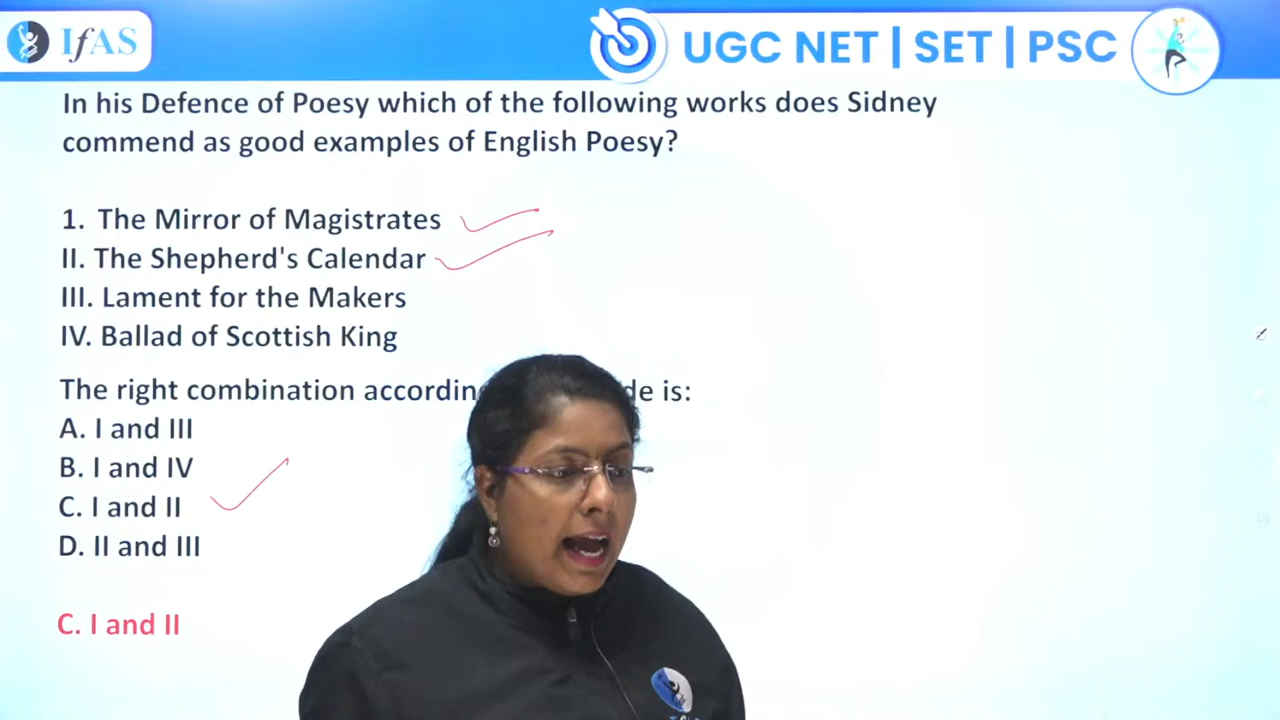 IfAS
UGC NET | SET | PSC
In his Defence of Poesy which of the following works does Sidney
commend as good examples of English Poesy?
1. The Mirror of Magistrates
II. The Shepherd's Calendar
III. Lament for the Makers
IV. Ballad of Scottish King
The right combination is:
A. I and III
B. I and IV
C. I and II
D. II and III
C. I and II